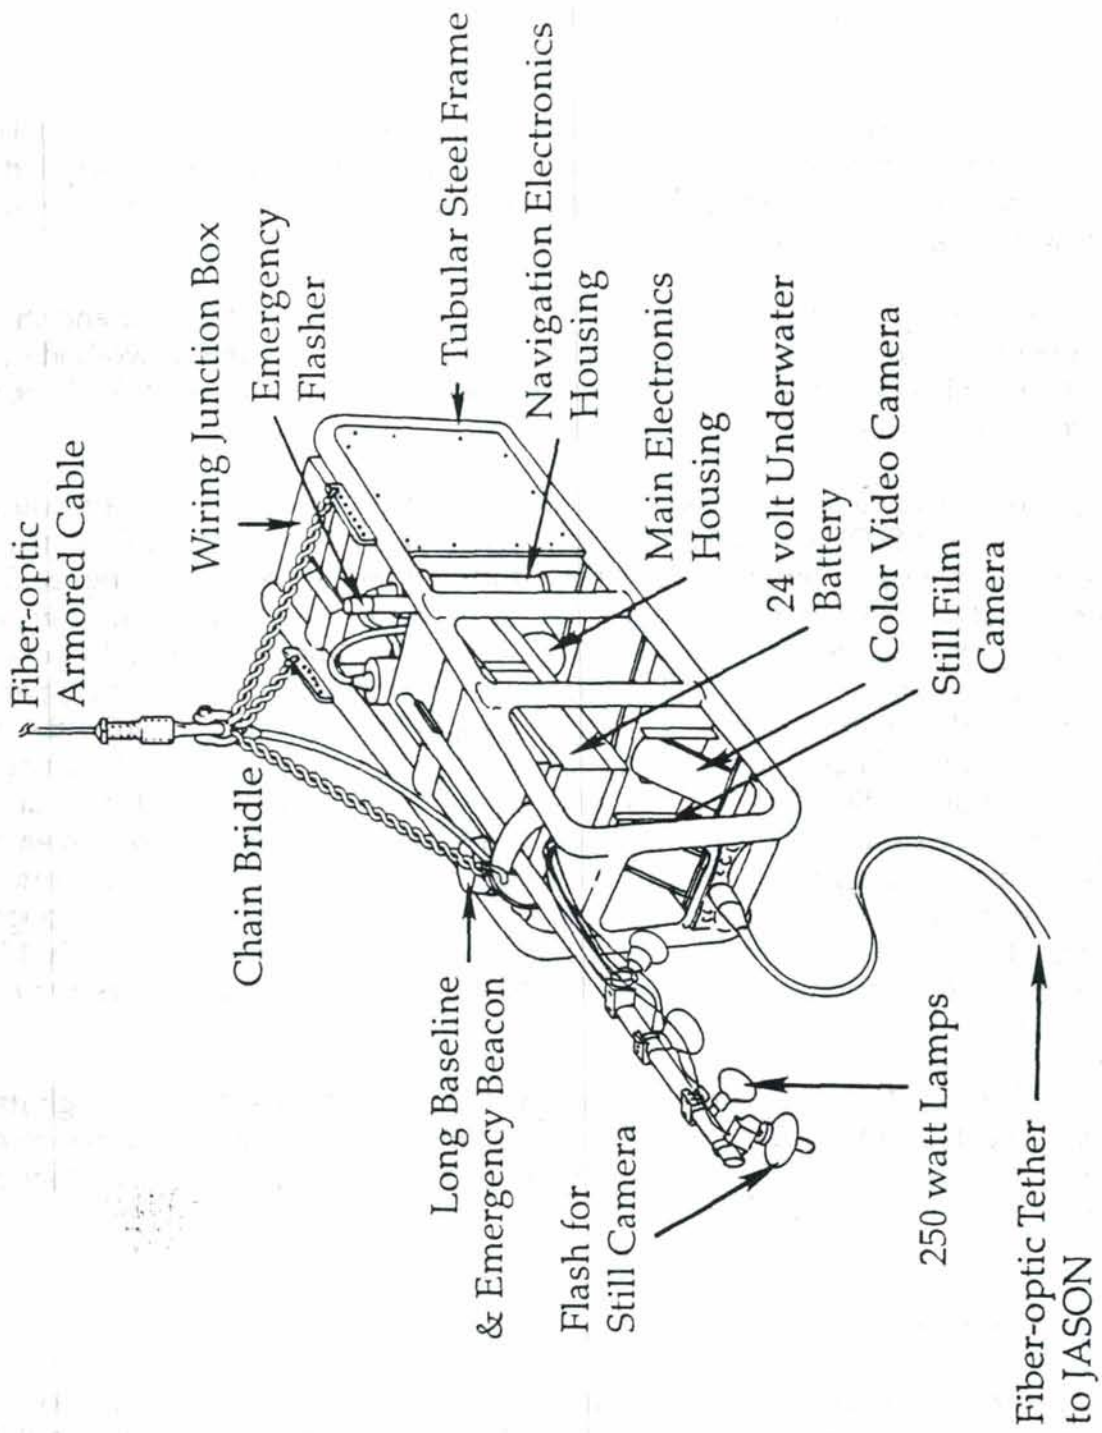 Fiber-optic
Armored Cable
Wiring Junction Box
Emergency
Flasher
Tubular Steel Frame
Navigation Electronics
Housing
Main Electronics
Housing
24 volt Underwater
Battery
Color Video Camera
Still Film
Camera
Chain Bridle
Long Baseline
& Emergency Beacon
Flash for
Still Camera
250 watt Lamps
Fiber-optic Tether
to JASON